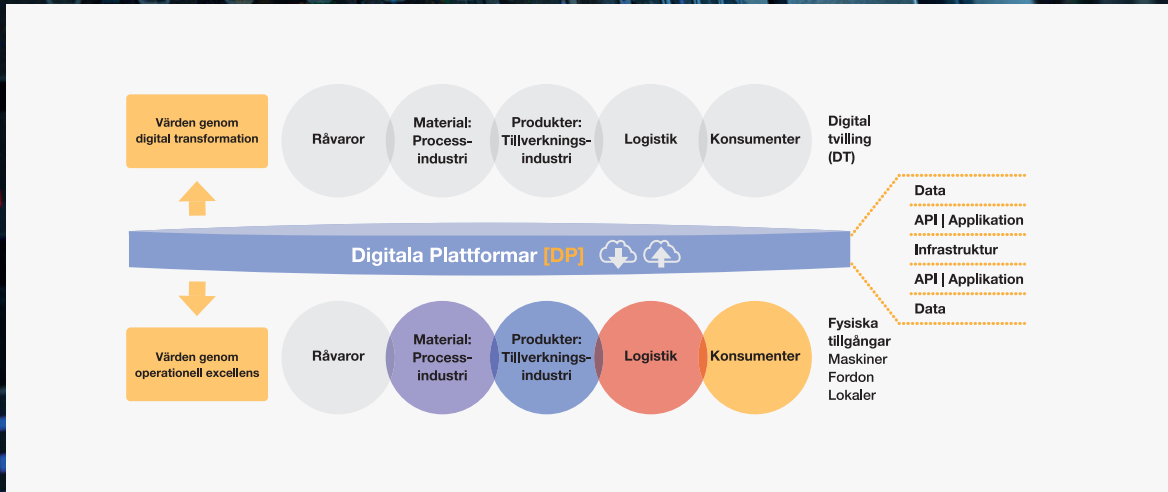 Värden genom
digital transformation
Råvaror
Material:
Process-
industri
Produkter:
Tillverknings-
industri
Logistik
Konsumenter
Digital
tvilling
(DT)
Data
API | Applikation
Infrastruktur
API | Applikation
Data
Digitala Plattformar [DP]
Värden genom
operationell excellens
Råvaror
Material:
Process-
industri
Produkter:
Tillverknings-
industri
Logistik
Konsumenter
Fysiska
tillgångar
Maskiner
Fordon
Lokaler